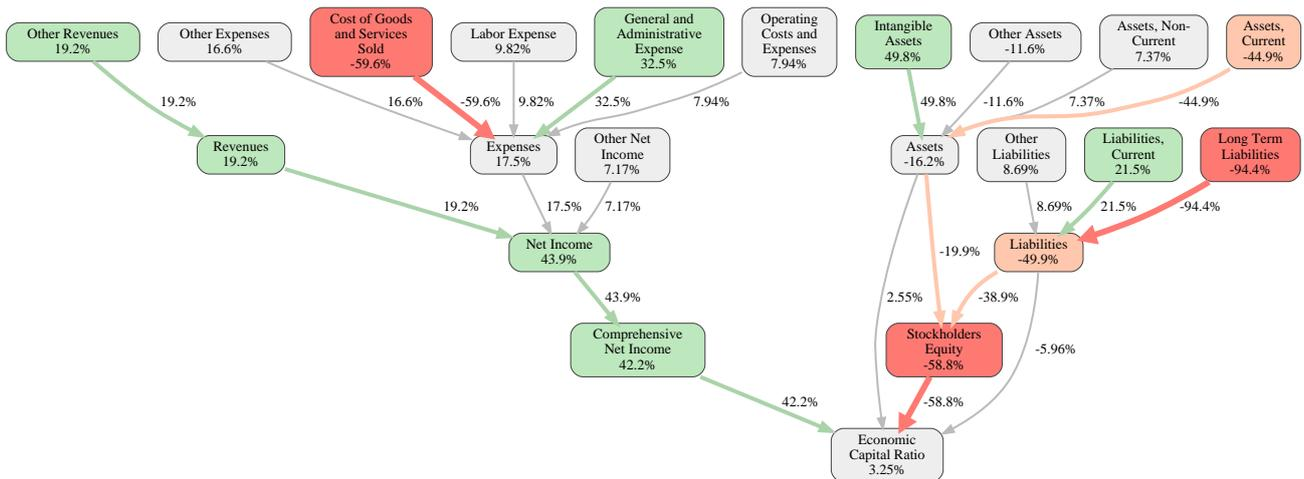 Other Revenues
19.2%
Other Expenses
16.6%
Cost of Goods
and Services
Sold
-59.6%
Labor Expense
9.82%
General and
Administrative
Expense
32.5%
Operating
Costs and
Expenses
7.94%
Intangible
Assets
49.8%
Other Assets
-11.6%
Assets, Non-
Current
7.37%
Assets,
Current
-44.9%
19.2%
16.6%
-59.6%
9.82%
32.5%
7.94%
49.8%
-11.6%
7.37%
-44.9%
Revenues
19.2%
Expenses
17.5%
Other Net
Income
7.17%
Assets
-16.2%
Other
Liabilities
8.69%
Liabilities,
Current
21.5%
Long Term
Liabilities
-94.4%
19.2%
17.5%
7.17%
8.69%
21.5%
-94.4%
Net Income
43.9%
Liabilities
-49.9%
-19.9%
43.9%
2.55%
-38.9%
Comprehensive
Net Income
42.2%
Stockholders
Equity
-58.8%
-5.96%
42.2%
-58.8%
Economic
Capital Ratio
3.25%